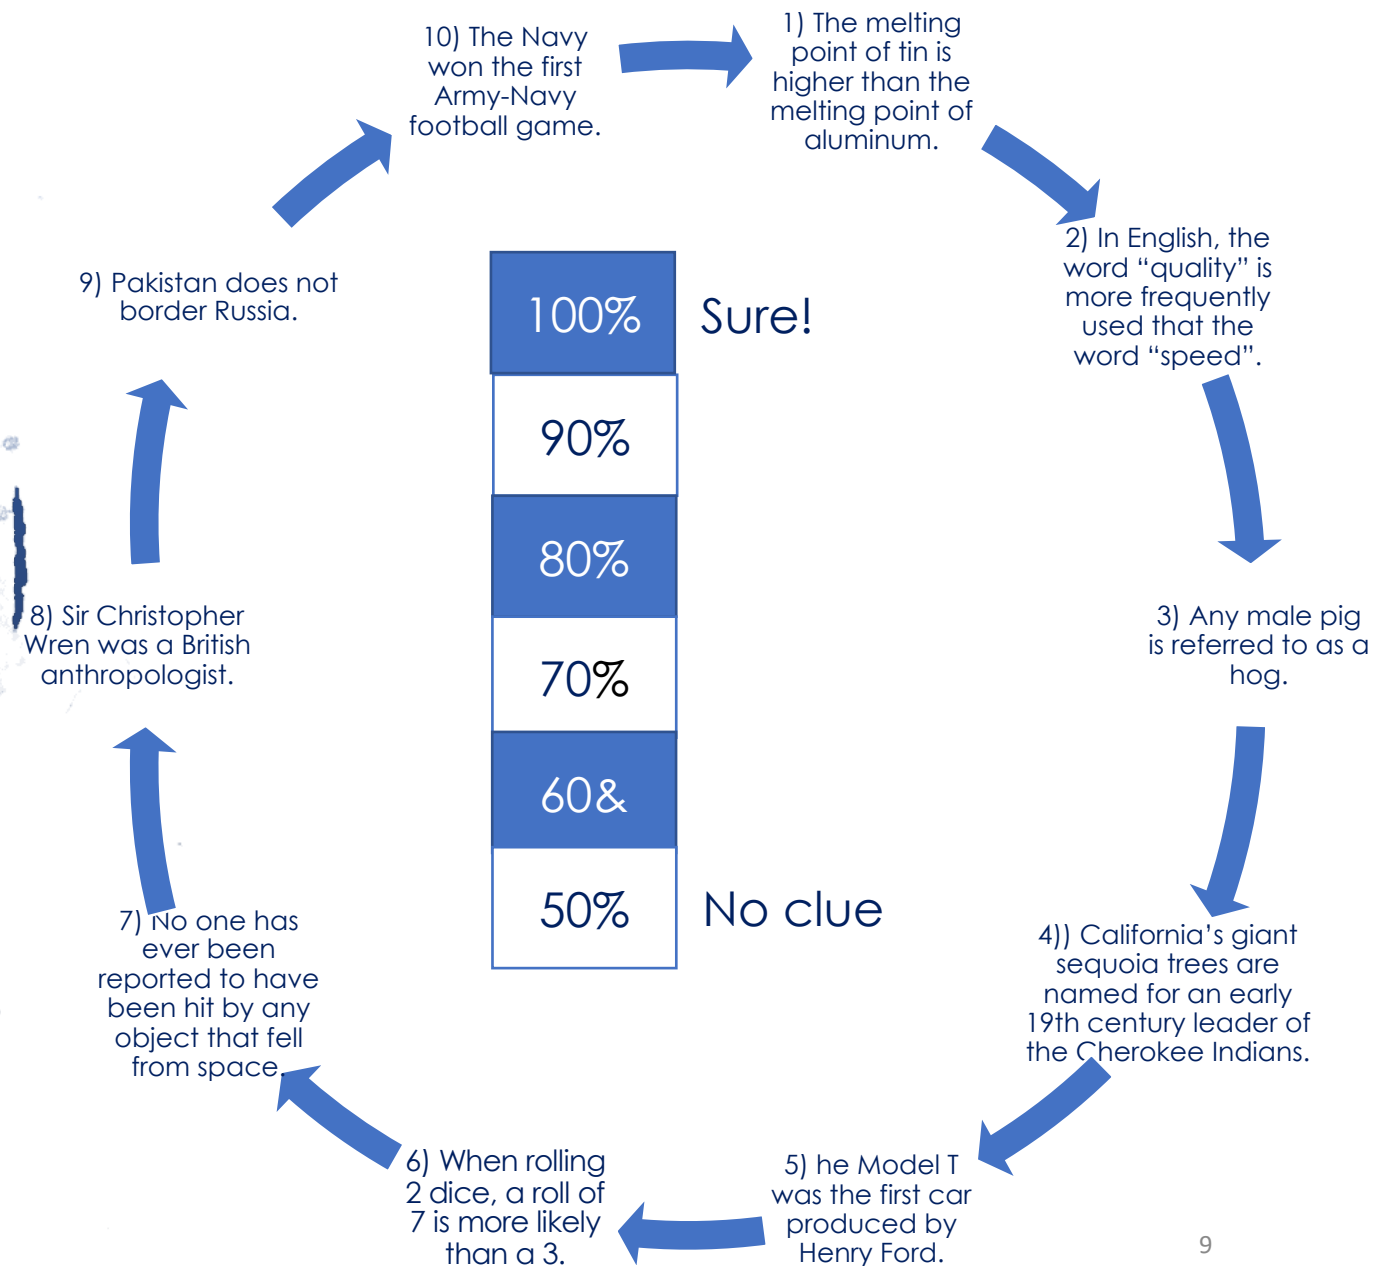 1) The melting
point of tin is
higher than the
melting point of
aluminum.
2) In English, the
word “quality” is
more frequently
used that the
word “speed”.
3) Any male pig
is referred to as a
hog.
4)) California’s giant
sequoia trees are
named for an early
19th century leader of
the Cherokee Indians.
5) he Model T
was the first car
produced by
Henry Ford.
6) When rolling
2 dice, a roll of
7 is more likely
than a 3.
7) No one has
ever been
reported to have
been hit by any
object that fell
from space.
8) Sir Christopher
Wren was a British
anthropologist.
9) Pakistan does not
border Russia.
10) The Navy
won the first
Army-Navy
football game.
100% Sure!
90%
80%
70%
60&
50% No clue
9